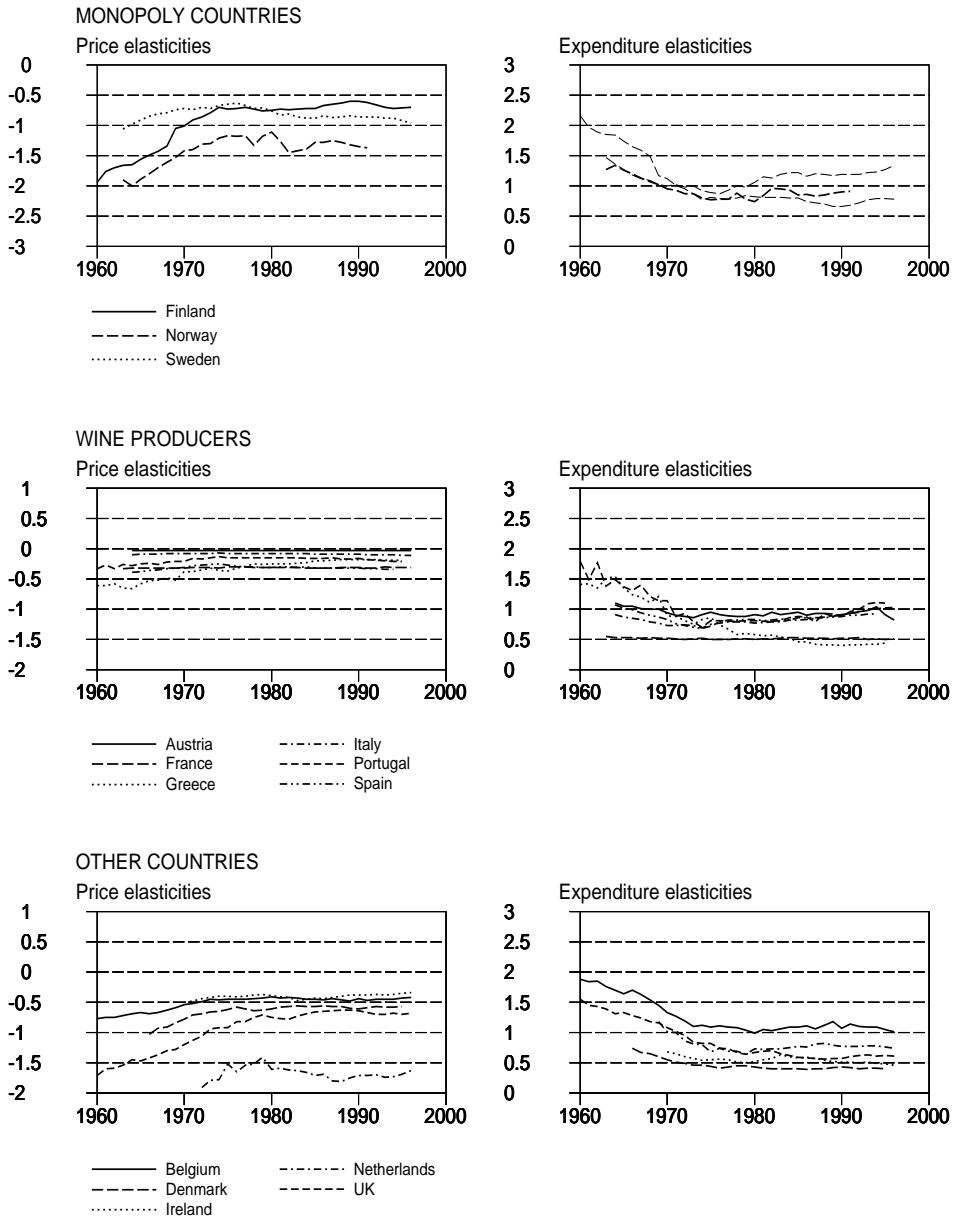 MONOPOLY COUNTRIES
Price elasticities
Expenditure elasticities
0
-0.5
-1
-1.5
-2
-2.5
-3
1960 1970 1980 1990 2000
3
2.5
2
1.5
1
0.5
0
1960 1970 1980 1990 2000
Finland
Norway
Sweden
WINE PRODUCERS
Price elasticities
Expenditure elasticities
1
0.5
0
-0.5
-1
-1.5
-2
1960 1970 1980 1990 2000
3
2.5
2
1.5
1
0.5
0
1960 1970 1980 1990 2000
Austria
France
Greece
Italy
Portugal
Spain
OTHER COUNTRIES
Price elasticities
Expenditure elasticities
1
0.5
0
-0.5
-1
-1.5
-2
1960 1970 1980 1990 2000
3
2.5
2
1.5
1
0.5
0
1960 1970 1980 1990 2000
Belgium
Denmark
Ireland
Netherlands
UK